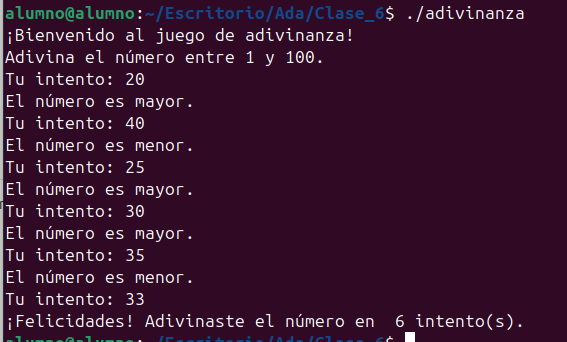 alumno@alumno:~/Escritorio/Ada/Clase_6$ ./adivinanza
¡Bienvenido al juego de adivinanza!
Adivina el número entre 1 y 100.
Tu intento: 20
El número es mayor.
Tu intento: 40
El número es menor.
Tu intento: 25
El número es mayor.
Tu intento: 30
El número es mayor.
Tu intento: 35
El número es menor.
Tu intento: 33
¡Felicidades! Adivinaste el número en  6 intento(s).
alumno@alumno:~/Escritorio/Ada/Clase_6$